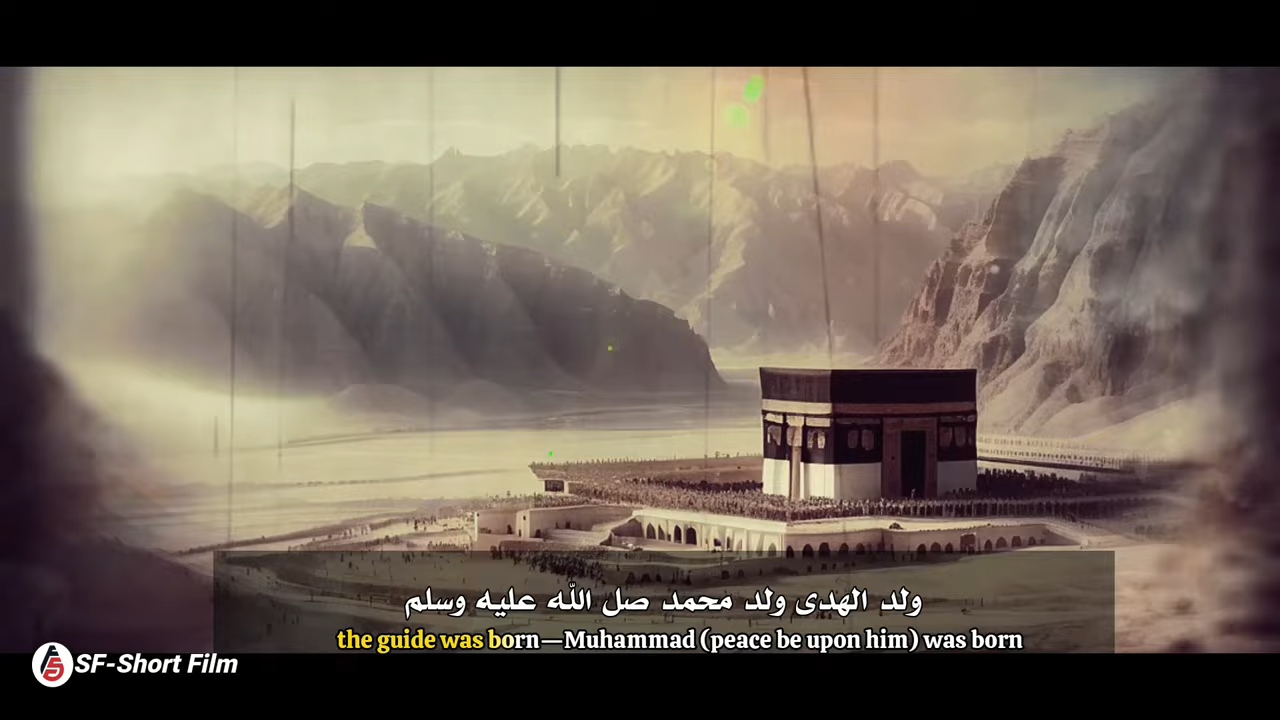 ولد الهدى ولد محمد صل الله عليه وسلم
the guide was born—Muhammad (peace be upon him) was born
SF-Short Film